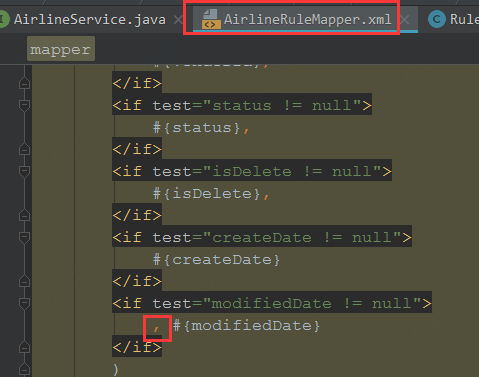 AirlineService.java AirlineRuleMapper.xml × Rule
mapper
</if>
<if test="status != null">
#{status},
</if>
<if test="isDelete != null">
#{isDelete},
</if>
<if test="createDate != null">
#{createDate}
</if>
<if test="modifiedDate != null">
, #{modifiedDate}
</if>
)